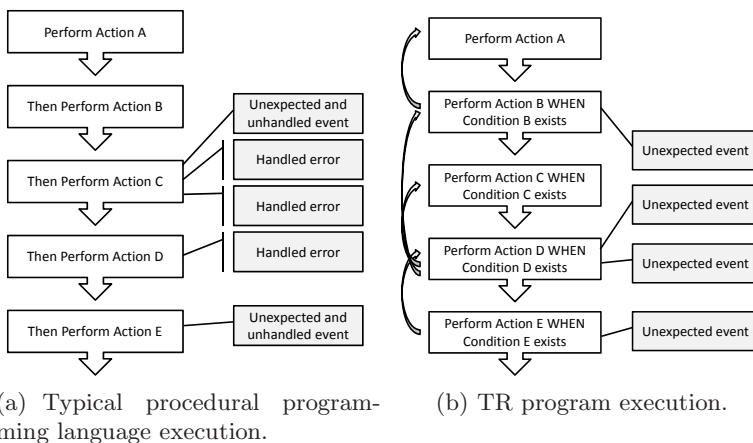 Perform Action A
Then Perform Action B
Then Perform Action C
Then Perform Action D
Then Perform Action E
Unexpected and
unhandled event
Handled error
Handled error
Handled error
Unexpected and
unhandled event
(a) Typical procedural program-
ming language execution.
Perform Action A
Perform Action B WHEN
Condition B exists
Perform Action C WHEN
Condition C exists
Perform Action D WHEN
Condition D exists
Perform Action E WHEN
Condition E exists
Unexpected event
Unexpected event
Unexpected event
Unexpected event
(b) TR program execution.